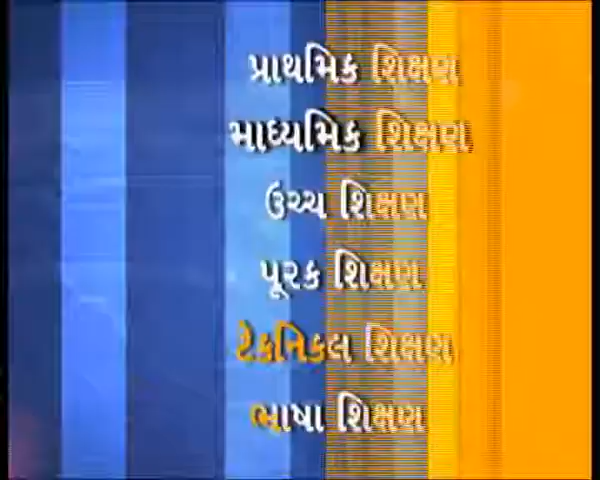 પ્રાથમિક શિક્ષણ
માધ્યમિક શિક્ષણ
ઉચ્ચ શિક્ષણ
પૂરક શિક્ષણ
ટેકનિકલ શિક્ષણ
ભાષા શિક્ષણ